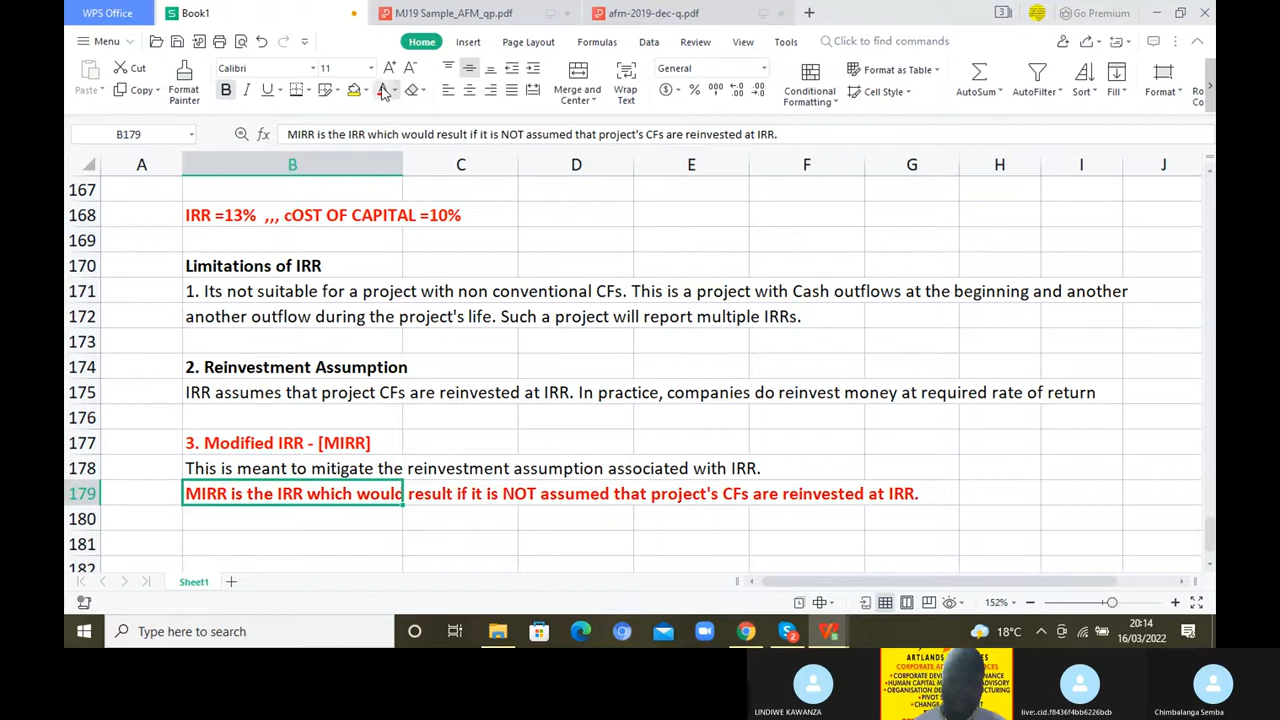 WPS Office
Book1
MJ19 Sample_AFM_qp.pdf
afm-2019-dec-q.pdf
Go Premium
Menu
Home
Insert
Page Layout
Formulas
Data
Review
View
Tools
Click to find commands
Paste
Cut
Copy
Format Painter
Calibri
11
Merge and Center
Wrap Text
General
Conditional Formatting
Format as Table
Cell Style
AutoSum
AutoFilter
Sort
Format
B179
MIRR is the IRR which would result if it is NOT assumed that project's CFs are reinvested at IRR.
A B C D E F G H I J
167
168 IRR =13% ,,, cOST OF CAPITAL =10%
169
170 Limitations of IRR
171 1. Its not suitable for a project with non conventional CFs. This is a project with Cash outflows at the beginning and another
172 another outflow during the project's life. Such a project will report multiple IRRs.
173
174 2. Reinvestment Assumption
175 IRR assumes that project CFs are reinvested at IRR. In practice, companies do reinvest money at required rate of return
176
177 3. Modified IRR - [MIRR]
178 This is meant to mitigate the reinvestment assumption associated with IRR.
179 MIRR is the IRR which would result if it is NOT assumed that project's CFs are reinvested at IRR.
180
181
182
Sheet1
152%
Type here to search
18°C
20:14
16/03/2022
LINDIWE KAWANZA
ARTLANDS
CORPORATE
live:.cid.f8436f4bb6226bcb
Chimbalanga Semba